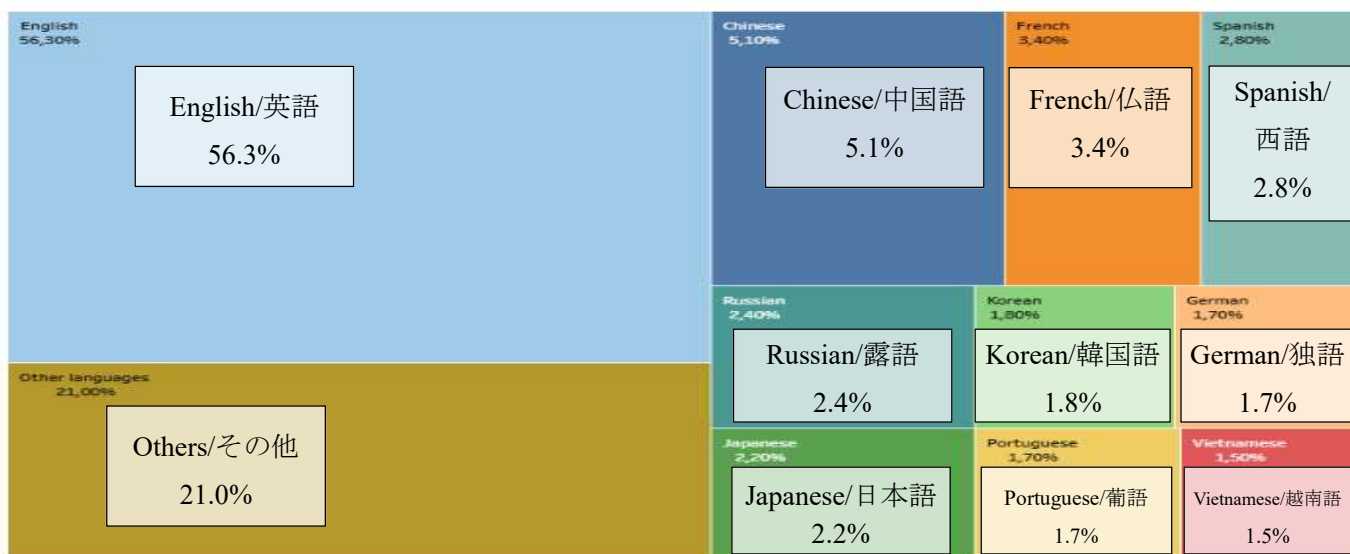 English
56,30%
English/英語
56.3%
Chinese
5,10%
Chinese/中国語
5.1%
French
3,40%
French/仏語
3.4%
Spanish
2,80%
Spanish/
西語
2.8%
Other languages
21,00%
Others/その他
21.0%
Russian
2,40%
Russian/露語
2.4%
Korean
1,80%
Korean/韓国語
1.8%
German
1,70%
German/独語
1.7%
Japanese
2,20%
Japanese/日本語
2.2%
Portuguese
1,70%
Portuguese/葡語
1.7%
Vietnamese
1,50%
Vietnamese/越南語
1.5%